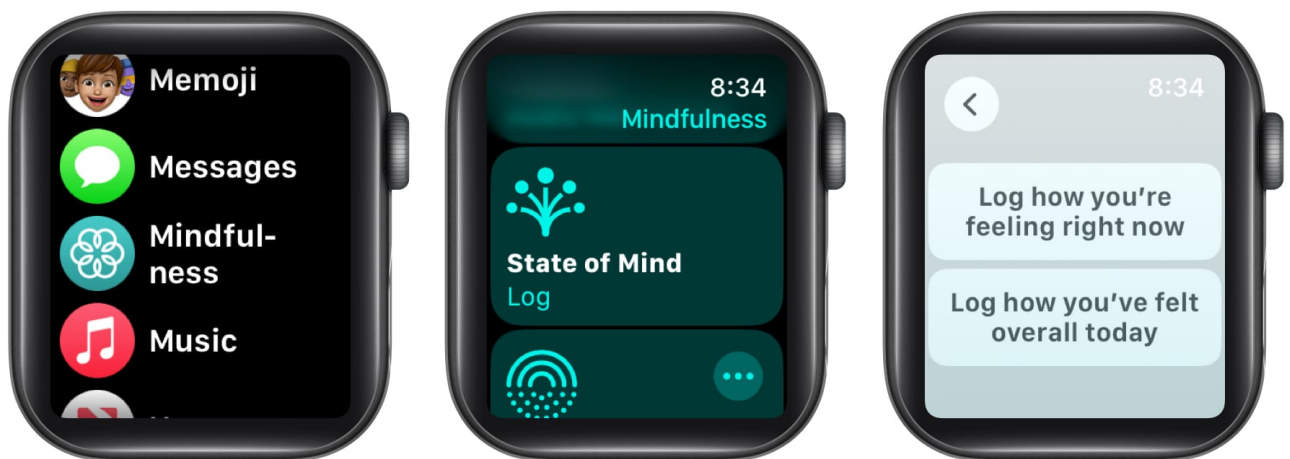 Memoji
Messages
Mindful-
ness
Music
8:34
Mindfulness
State of Mind
Log
8:34
Log how you're
feeling right now
Log how you've felt
overall today